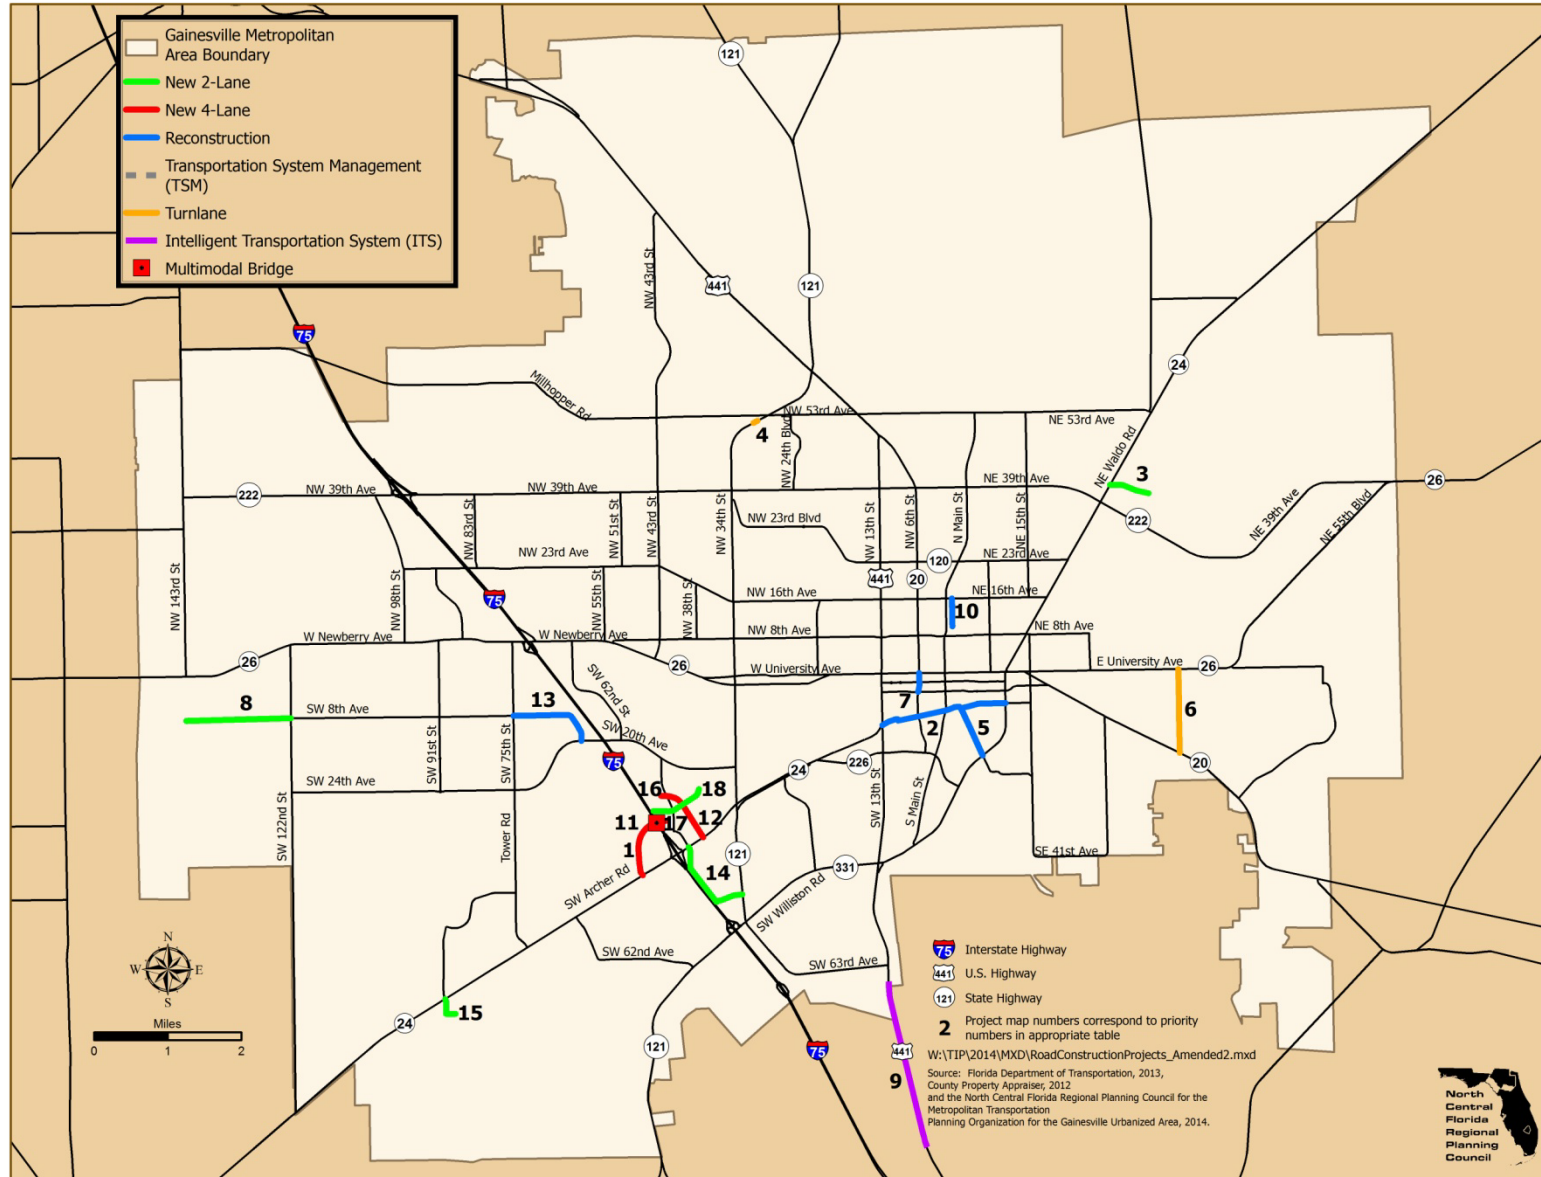 Gainesville Metropolitan
Area Boundary
New 2-Lane
New 4-Lane
Reconstruction
Transportation System Management
(TSM)
Turnlane
Intelligent Transportation System (ITS)
Multimodal Bridge
121
441
121
75
24
NW 43rd St
Millhopper Rd
NW 53rd Ave
NE 53rd Ave
4
NW 24th Blvd
NE Waldo Rd
3
26
222
NW 39th Ave
NW 39th Ave
NE 39th Ave
222
NE 39th Ave
NE 55th Blvd
NW 83rd St
NW 51st St
NW 43rd St
NW 34th St
NW 23rd Blvd
NW 13th St
NW 6th St
N Main St
NE 15th St
NW 23rd Ave
120
NE 23rd Ave
NW 143rd St
NW 98th St
75
NW 55th St
NW 38th St
441
20
NW 16th Ave
NE 16th Ave
10
W Newberry Ave
W Newberry Ave
NW 8th Ave
NE 8th Ave
26
26
W University Ave
E University Ave
26
SW 62nd St
8
SW 8th Ave
13
7
2
5
6
SW 20th Ave
SW 91st St
SW 75th St
75
24
226
20
SW 24th Ave
16
18
SW 122nd St
Tower Rd
11
17
12
SW 13th St
S Main St
1
121
14
331
SE 41st Ave
SW Archer Rd
SW Williston Rd
SW 62nd Ave
SW 63rd Ave
15
24
121
75
441
9
N
W
E
S
Miles
0 1 2
75 Interstate Highway
441 U.S. Highway
121 State Highway
2 Project map numbers correspond to priority
numbers in appropriate table
W:\TIP\2014\MXD\RoadConstructionProjects_Amended2.mxd
Source: Florida Department of Transportation, 2013,
County Property Appraiser, 2012
and the North Central Florida Regional Planning Council for the
Metropolitan Transportation
Planning Organization for the Gainesville Urbanized Area, 2014.
North
Central
Florida
Regional
Planning
Council